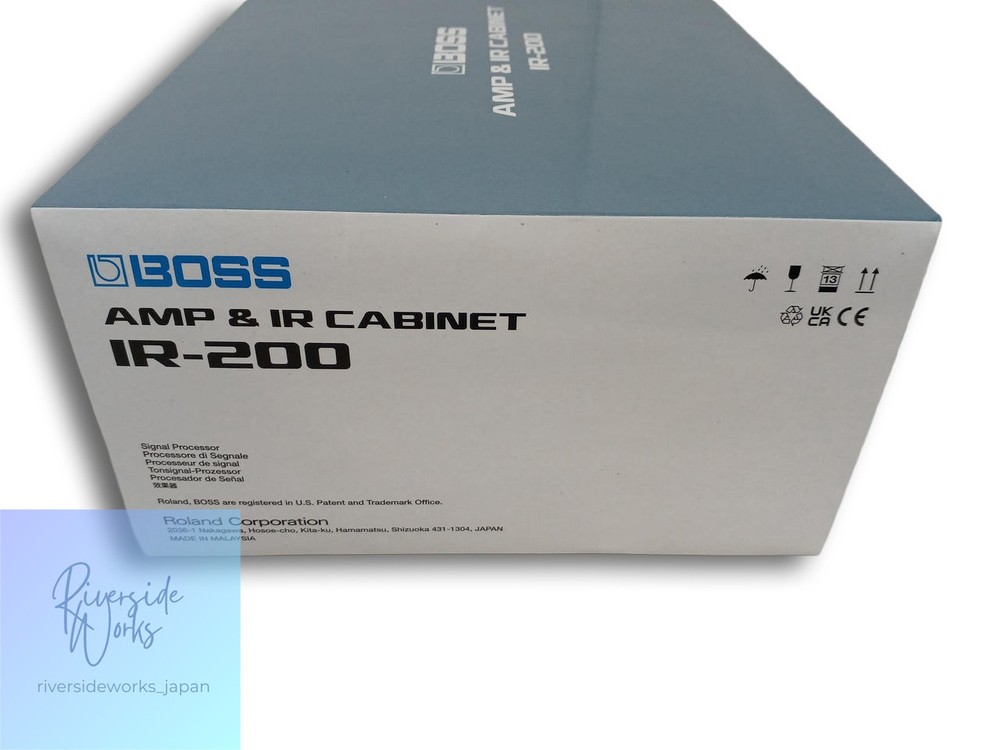 BOSS
AMP & IR CABINET
IR-200
BOSS
AMP & IR CABINET
IR-200
13
UK
CA CE
Signal Processor
Processore di Segnale
Processeur de signal
Tonsignal-Prozessor
Procesador de Señal
效果器
Roland, BOSS are registered in U.S. Patent and Trademark Office.
Roland Corporation
2036-1 Nakagawa, Hosoe-cho, Kita-ku, Hamamatsu, Shizuoka 431-1304, JAPAN
MADE IN MALAYSIA
Riverside
Works
riversideworks_japan